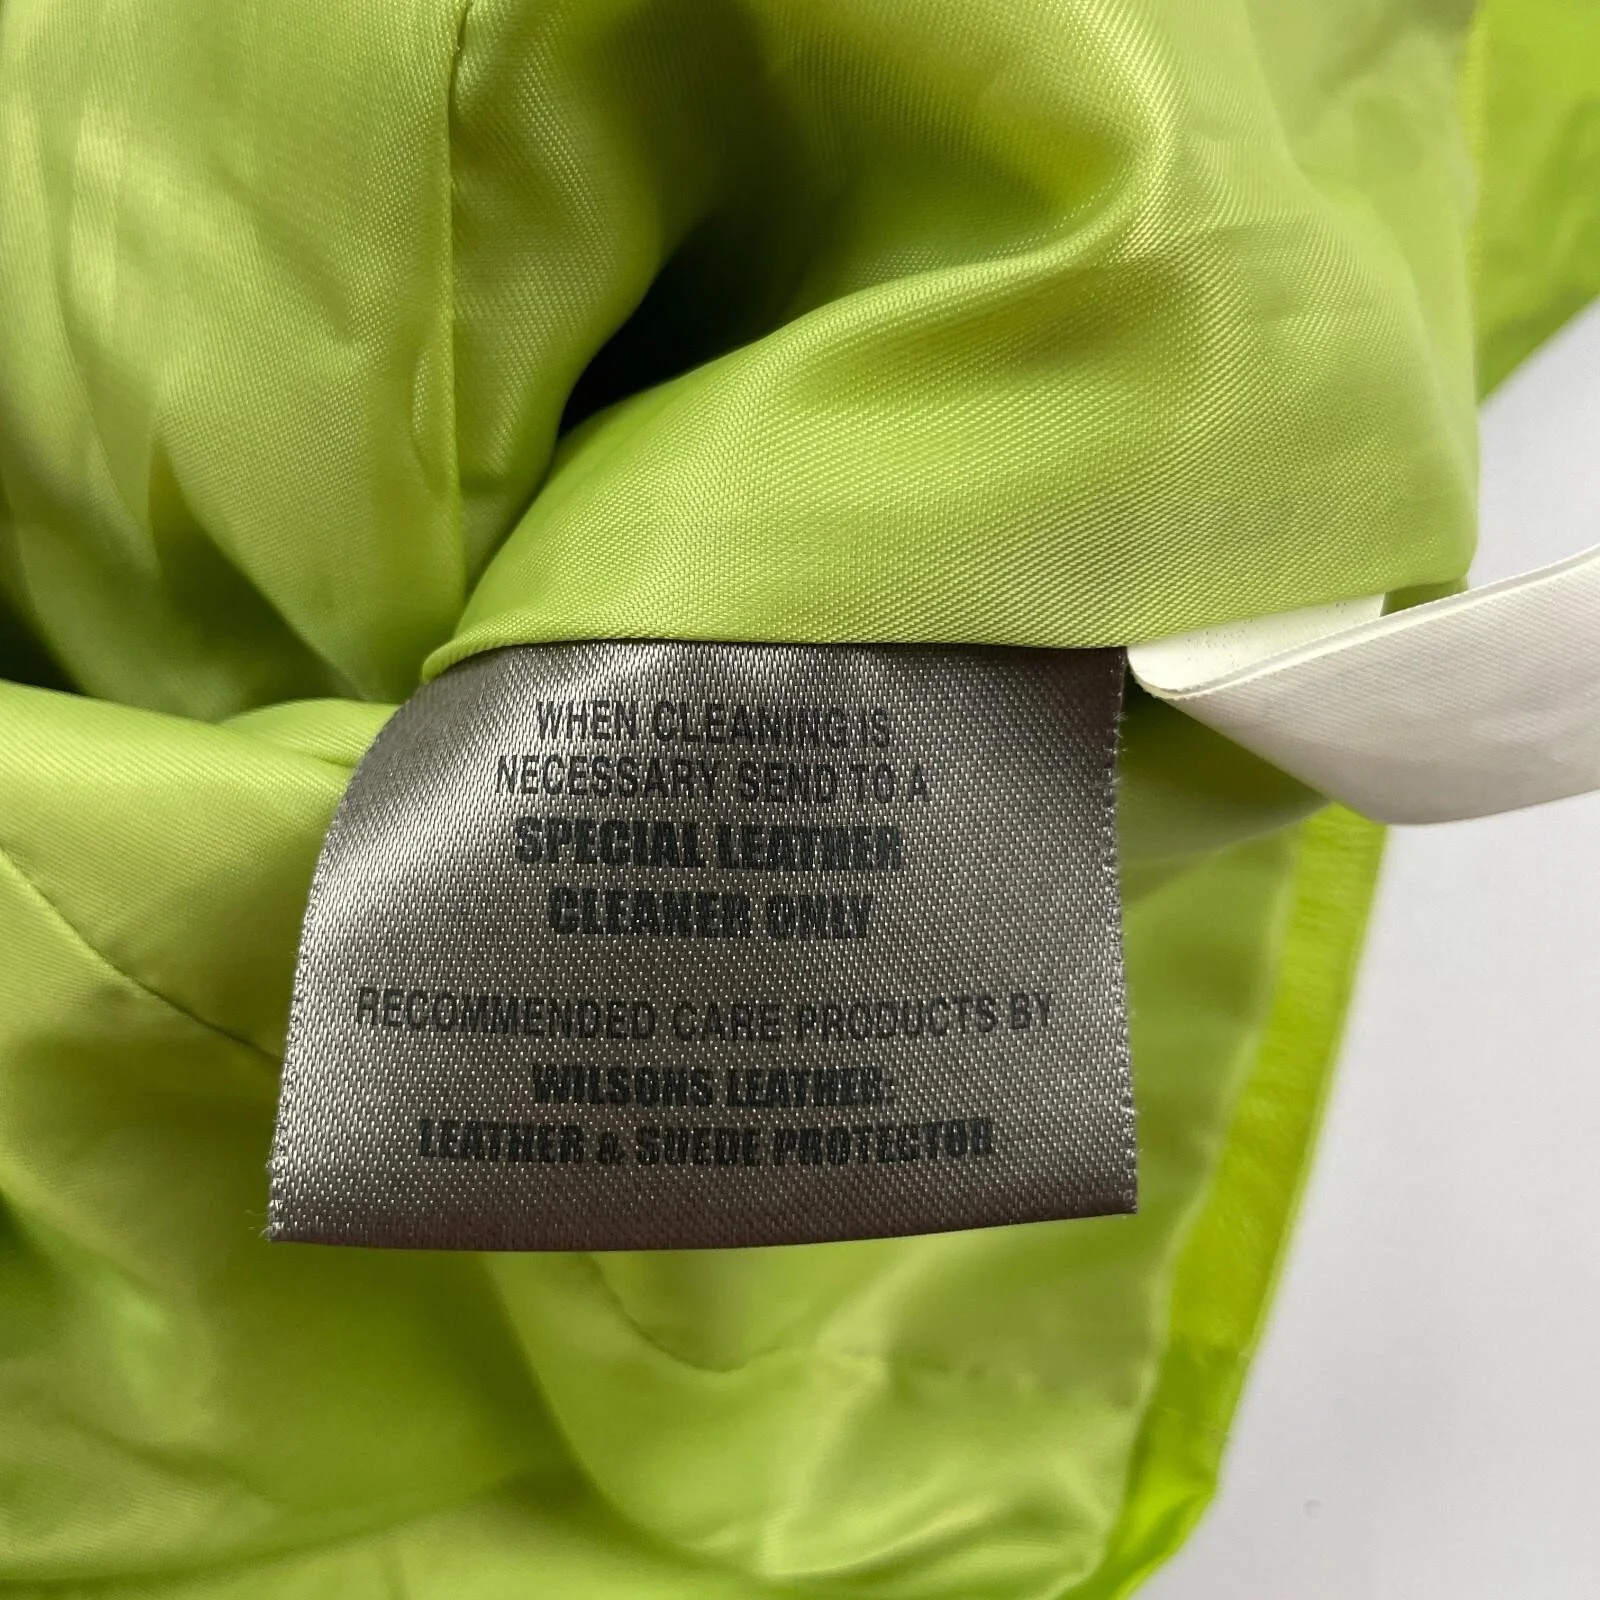 WHEN CLEANING IS
NECESSARY SEND TO A
SPECIAL LEATHER
CLEANER ONLY
RECOMMENDED CARE PRODUCTS BY
WILSONS LEATHER:
LEATHER & SUEDE PROTECTOR